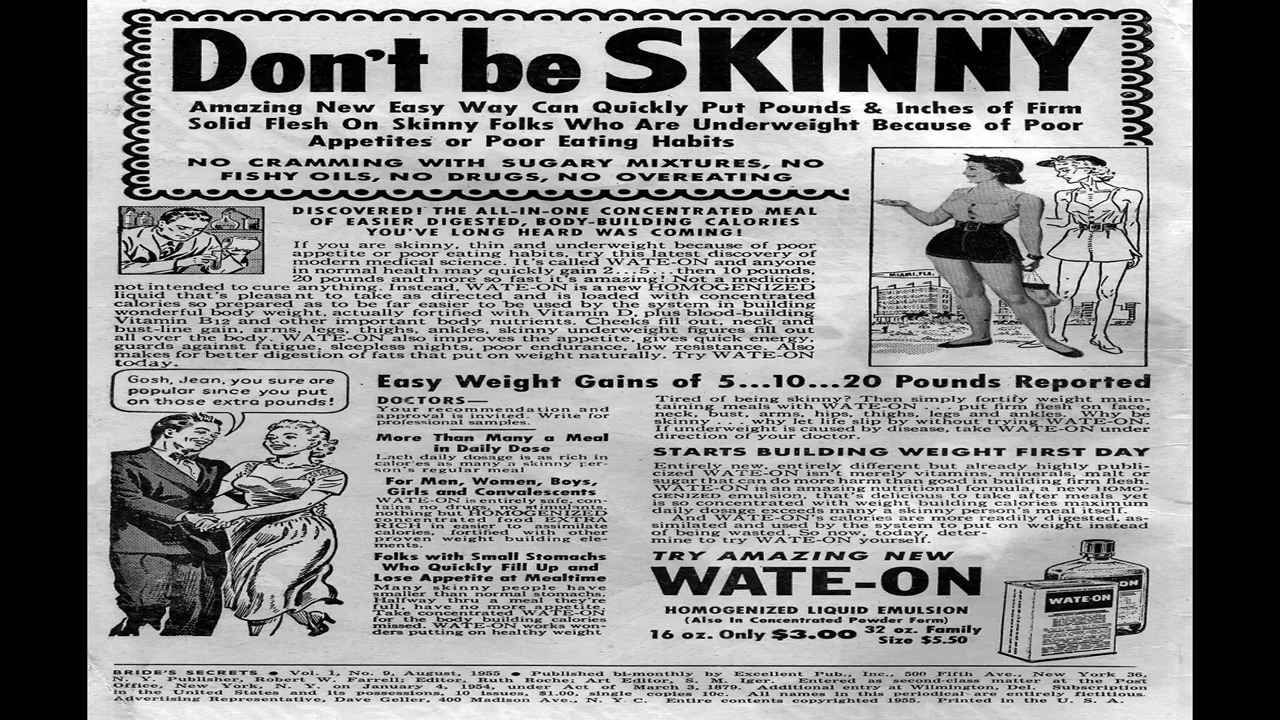 Don't be SKINNY
Amazing New Easy Way Can Quickly Put Pounds & Inches of Firm
Solid Flesh On Skinny Folks Who Are Underweight Because of Poor
Appetites or Poor Eating Habits
NO CRAMMING WITH SUGARY MIXTURES, NO
FISHY OILS, NO DRUGS, NO OVEREATING
DISCOVERED! THE ALL-IN-ONE CONCENTRATED MEAL
OF EASIER DIGESTED, BODY-BUILDING CALORIES
YOU'VE LONG HEARD WAS COMING!
If you are skinny, thin and underweight because of poor
appetite or poor eating habits, try this latest discovery of
modern medical science. It's called WATE-ON and anyone
in normal health may quickly gain 2...5...then 10 pounds,
20 pounds and more so fast it's amazing! Not a medicine,
not intended to cure anything. Instead, WATE-ON is new HOMOGENIZED
liquid that's pleasant to take as directed and is loaded with concentrated
calories so prepared as to be far easier to be used by the system in building
wonderful body weight, actually fortified with Vitamin D, plus blood-building
Vitamin B12 and other important body nutrients. Cheeks fill out, neck and
bust-line gain, arms, legs, thighs, ankles, skinny underweight figures fill out
all over the body. WATE-ON also improves the appetite, gives quick energy,
guards against fatigue, sleepless nights, poor endurance, low resistance. Also
makes for better digestion of fats that put on weight naturally. Try WATE-ON
today.
MIAMI, FLA.
Gosh, Jean, you sure are
popular since you put
on those extra pounds!
Easy Weight Gains of 5...10...20 Pounds Reported
DOCTORS—
Your recommendation and
approval is invited. Write for
professional samples.
More Than Many a Meal
in Daily Dose
Each daily dosage is as rich in
calories as many a skinny per-
son's regular meal
For Men, Women, Boys,
Girls and Convalescents
WATE-ON is entirely safe, con-
tains no drugs, no stimulants,
nothing but HOMOGENIZED
concentrated food EXTRA
RICH in easier to assimilate
calories, fortified with other
proven weight building ele-
ments.
Folks with Small Stomachs
Who Quickly Fill Up and
Lose Appetite at Mealtime
Many skinny people have
smaller than normal stomachs.
Halfway thru a meal they're
full, have no more appetite.
Take concentrated WATE-ON
for the body building calories
missed. WATE-ON works won-
ders putting on healthy weight
Tired of being skinny? Then simply fortify weight main-
taining meals with WATE-ON ... put firm flesh on face,
neck, bust, arms, hips, thighs, legs and ankles. Why be
skinny ... why let life slip by without trying WATE-ON.
If underweight is caused by disease, take WATE-ON under
direction of your doctor.
STARTS BUILDING WEIGHT FIRST DAY
Entirely new, entirely different but already highly publi-
cized WATE-ON isn't merely vitamins, minerals, malt or
sugar that can do more harm than good in building firm flesh.
WATE-ON is an amazing nutritional formula, a new HOMO-
GENIZED emulsion, that's delicious to take after meals yet
is so concentrated with weight building calories maximum
daily dosage exceeds many a skinny person's meal itself.
And WATE-ON's calories are more readily digested, as-
similated and used by the system to put on weight instead
of being wasted. So now, today, deter-
mine to try WATE-ON yourself.
TRY AMAZING NEW
WATE-ON
HOMOGENIZED LIQUID EMULSION
(Also In Concentrated Powder Form)
16 oz. Only $3.00 32 oz. Family
Size $5.50
WATE-ON
BRIDE'S SECRETS • Vol. 1, No. 9, August, 1955 • Published bi-monthly by Excellent Pub., Inc., 500 Fifth Ave., New York 36,
N. Y. Publisher, Robert W. Farrell; Editor, Ruth Roche; Art Editor, S. M. Iger. Entered as second-class matter at the Post
Office, New York, N. Y. on January 4, 1954, under Act of March 3, 1879. Additional entry at Wilmington, Del. Subscription
in the United States and its possessions, 10 issues, $1.00, single copies 10c. All names in this periodical are entirely fictitious.
Advertising Representative, Dave Geller, 400 Madison Ave., N. Y. C. Entire contents copyrighted 1955. Printed in U. S. A.